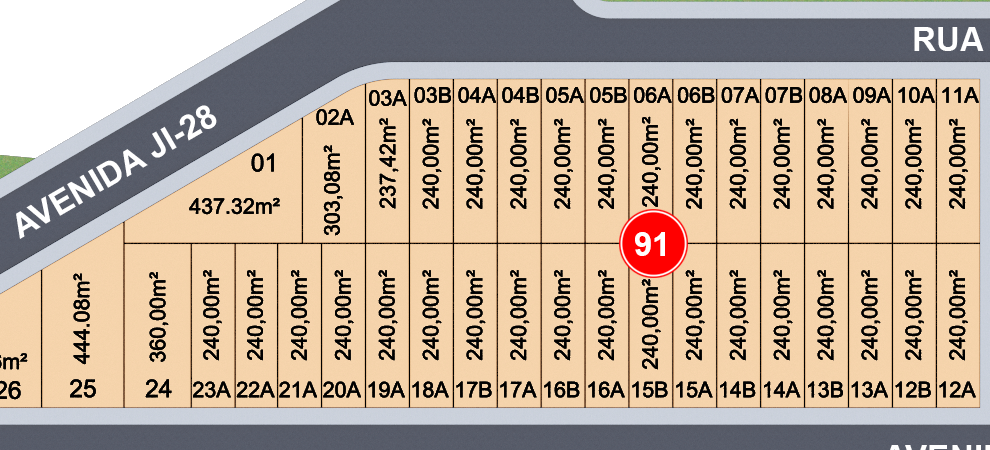 RUA
AVENIDA JI-28
03A 03B 04A 04B 05A 05B 06A 06B 07A 07B 08A 09A 10A 11A
02A
01
437.32m²
303,08m²
237,42m² 240,00m² 240,00m² 240,00m² 240,00m² 240,00m² 240,00m² 240,00m² 240,00m² 240,00m² 240,00m² 240,00m² 240,00m² 240,00m²
91
444.08m² 360,00m² 240,00m² 240,00m² 240,00m² 240,00m² 240,00m² 240,00m² 240,00m² 240,00m² 240,00m² 240,00m² 240,00m² 240,00m² 240,00m² 240,00m² 240,00m² 240,00m² 240,00m² 240,00m²
m²
26 25 24 23A 22A 21A 20A 19A 18A 17B 17A 16B 16A 15B 15A 14B 14A 13B 13A 12B 12A